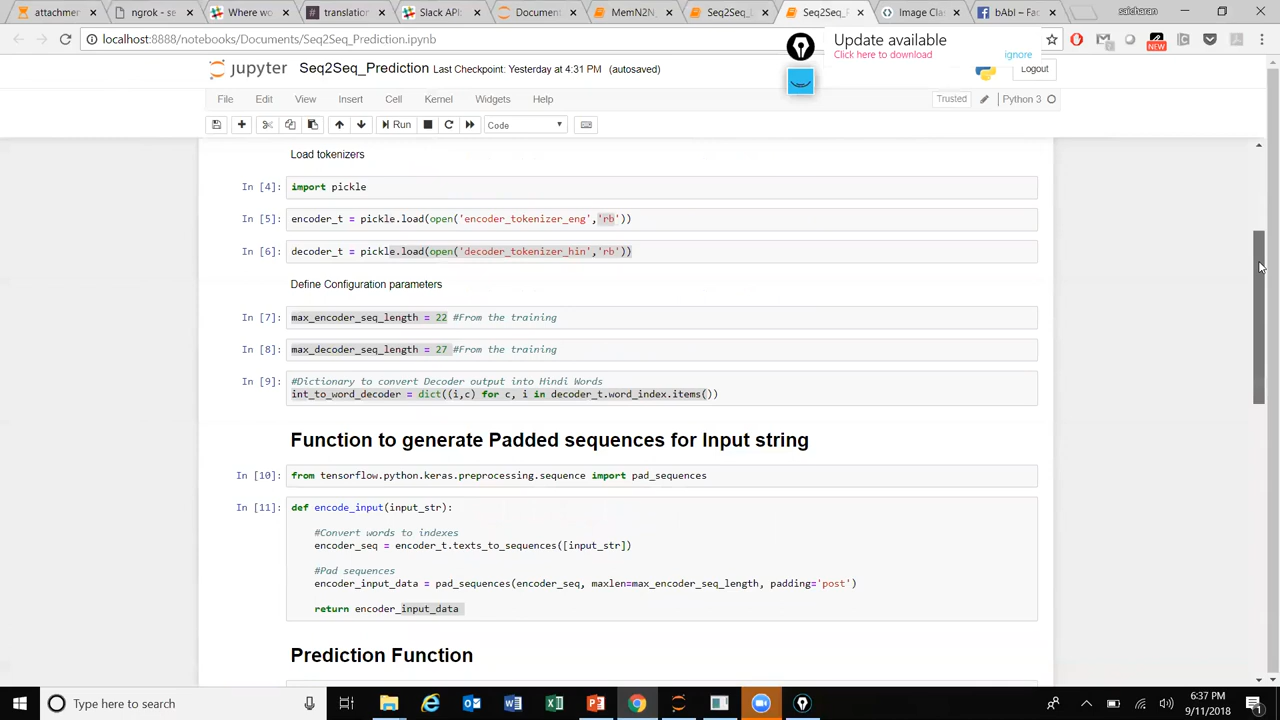 attachmen
ngrok - se
Where wo
translation
Slack API:
Document
MemN2N
Seq2Seq_
Seq2Seq_P
Image Cla
bAbI – Fac
saicharan
localhost:8888/notebooks/Documents/Seq2Seq_Prediction.ipynb
Update available
Click here to download
ignore
NEW
jupyter Seq2Seq_Prediction Last Checkpoint: Yesterday at 4:31 PM (autosaved)
Logout
File Edit View Insert Cell Kernel Widgets Help
Trusted
Python 3
Run
Code
Load tokenizers
In [4]: import pickle
In [5]: encoder_t = pickle.load(open('encoder_tokenizer_eng','rb'))
In [6]: decoder_t = pickle.load(open('decoder_tokenizer_hin','rb'))
Define Configuration parameters
In [7]: max_encoder_seq_length = 22 #From the training
In [8]: max_decoder_seq_length = 27 #From the training
In [9]: #Dictionary to convert Decoder output into Hindi Words
int_to_word_decoder = dict((i,c) for c, i in decoder_t.word_index.items())
Function to generate Padded sequences for Input string
In [10]: from tensorflow.python.keras.preprocessing.sequence import pad_sequences
In [11]: def encode_input(input_str):
#Convert words to indexes
encoder_seq = encoder_t.texts_to_sequences([input_str])
#Pad sequences
encoder_input_data = pad_sequences(encoder_seq, maxlen=max_encoder_seq_length, padding='post')
return encoder_input_data
Prediction Function
Type here to search
6:37 PM
9/11/2018